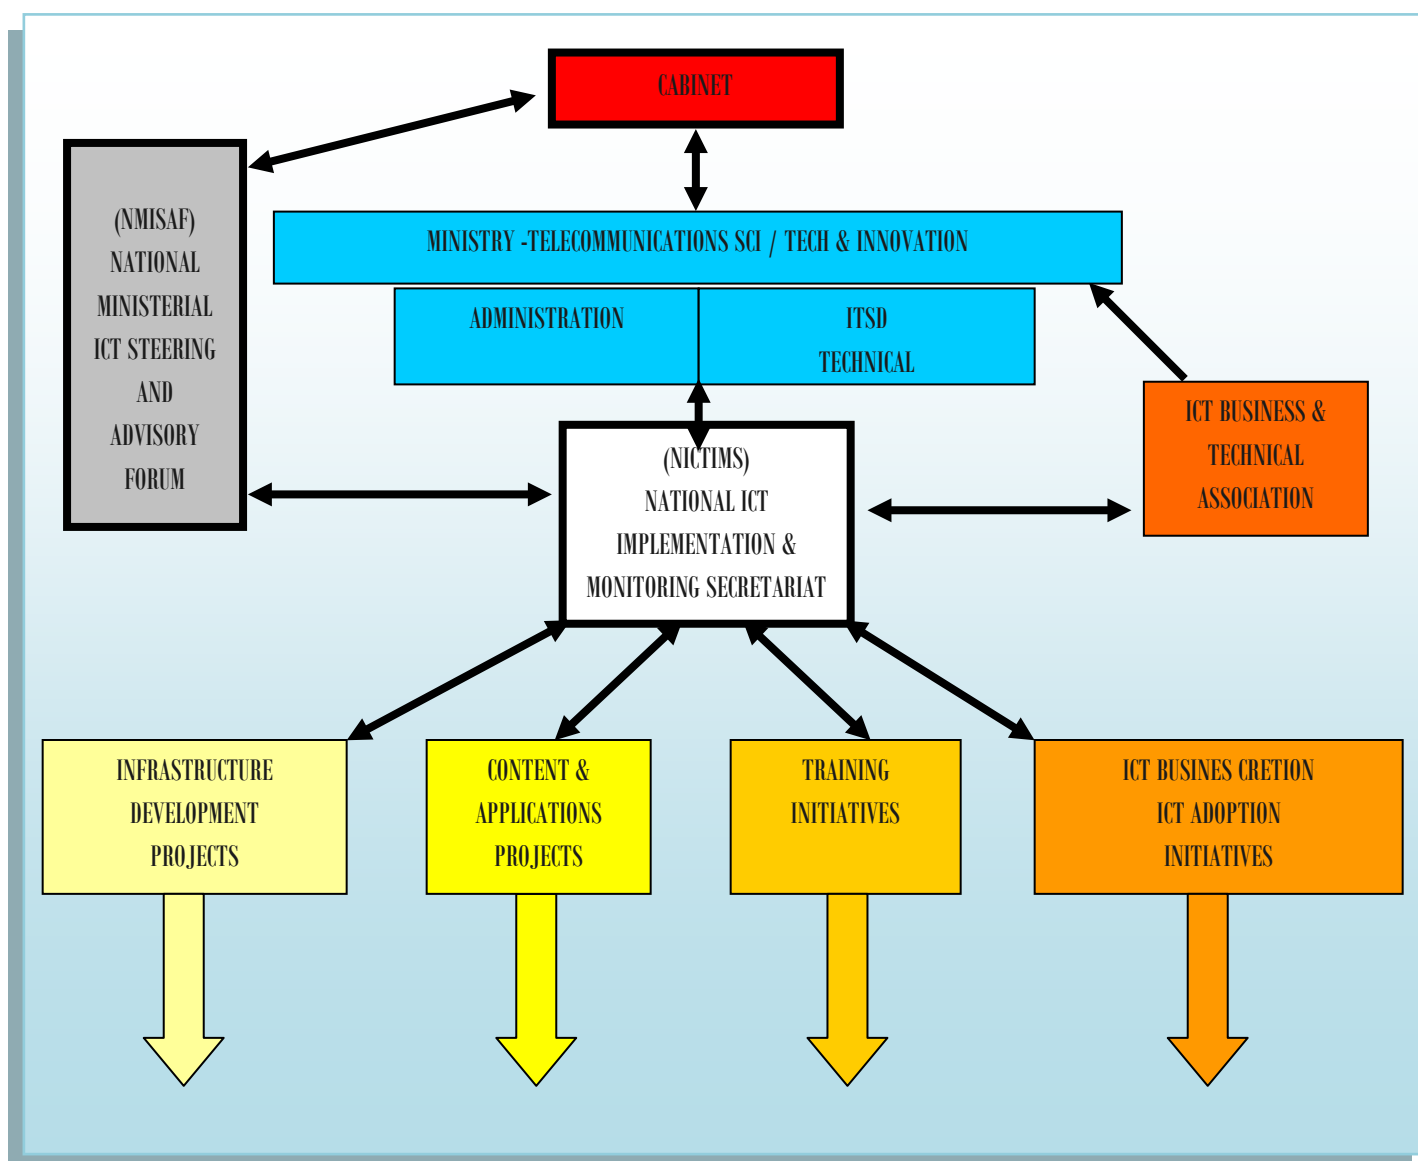 CABINET
(NMISAF)
NATIONAL
MINISTERIAL
ICT STEERING
AND
ADVISORY
FORUM
MINISTRY -TELECOMMUNICATIONS SCI / TECH & INNOVATION
ADMINISTRATION
ITSD
TECHNICAL
ICT BUSINESS &
TECHNICAL
ASSOCIATION
(NICTIMS)
NATIONAL ICT
IMPLEMENTATION &
MONITORING SECRETARIAT
INFRASTRUCTURE
DEVELOPMENT
PROJECTS
CONTENT &
APPLICATIONS
PROJECTS
TRAINING
INITIATIVES
ICT BUSINES CRETION
ICT ADOPTION
INITIATIVES